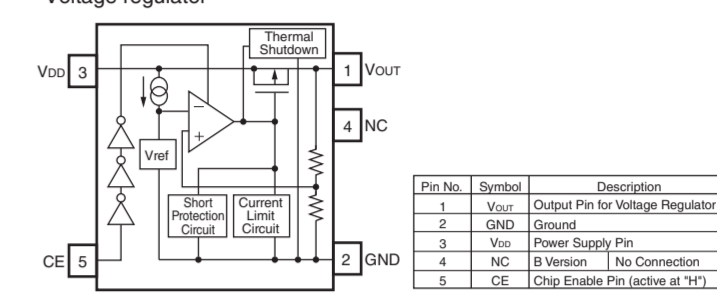 Voltage regulator
Thermal
Shutdown
VDD 3
1 VOUT
4 NC
Vref
Short
Protection
Circuit
Current
Limit
Circuit
CE 5
2 GND
Pin No. Symbol Description
1 VOUT Output Pin for Voltage Regulator
2 GND Ground
3 VDD Power Supply Pin
4 NC B Version No Connection
5 CE Chip Enable Pin (active at "H")